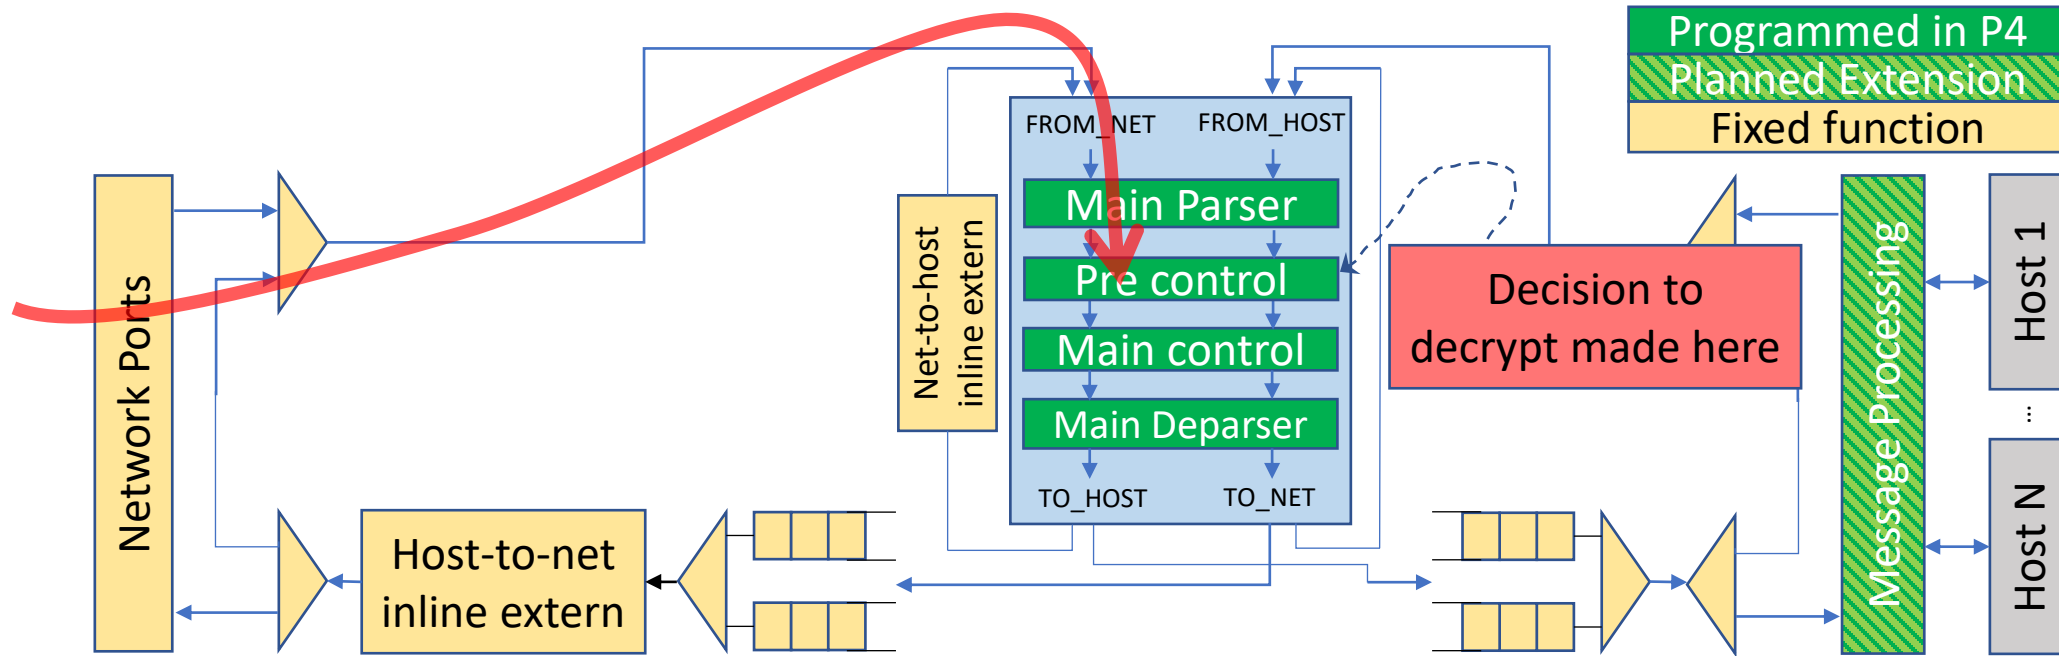 Programmed in P4
Planned Extension
Fixed function
FROM_NET
FROM_HOST
Main Parser
Pre control
Main control
Main Deparser
TO_HOST
TO_NET
Network Ports
Net-to-host
inline extern
Decision to
decrypt made here
Message Processing
Host 1
...
Host N
Host-to-net
inline extern